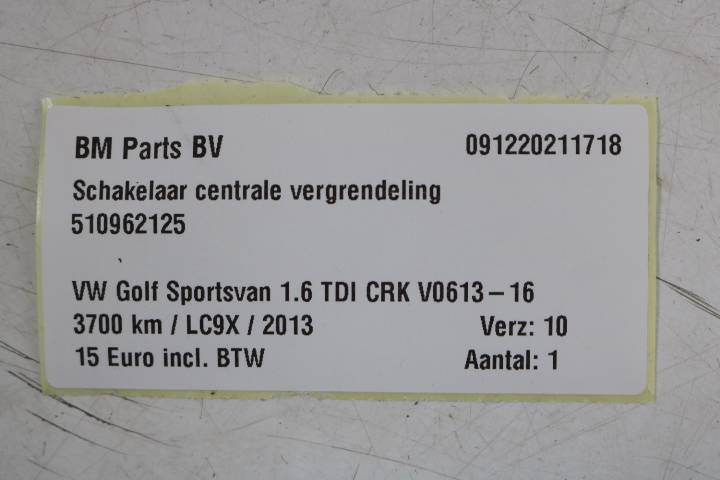 BM Parts BV 091220211718
Schakelaar centrale vergrendeling
510962125
VW Golf Sportsvan 1.6 TDI CRK V0613 – 16
3700 km / LC9X / 2013 Verz: 10
15 Euro incl. BTW Aantal: 1